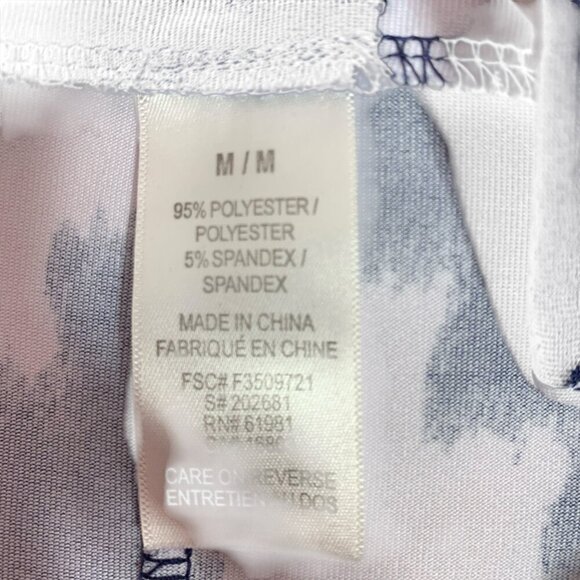 M / M
95% POLYESTER /
POLYESTER
5% SPANDEX /
SPANDEX
MADE IN CHINA
FABRIQUÉ EN CHINE
FSC# F3509721
S# 202681
RN# 61981
CARE ON REVERSE
ENTRETIEN